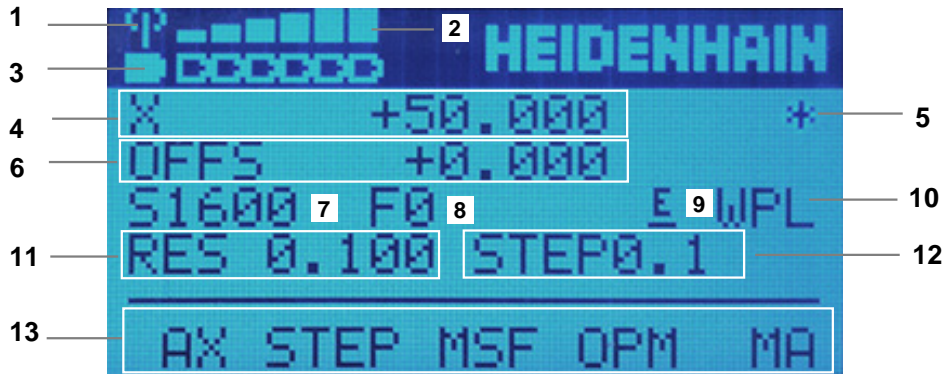 1 2 HEIDENHAIN
3
4 X +50.000 * 5
6 OFFS +0.000
S1600 7 F0 8 E 9 WPL 10
11 RES 0.100 STEP0.1 12
13 AX STEP MSF OPM MA